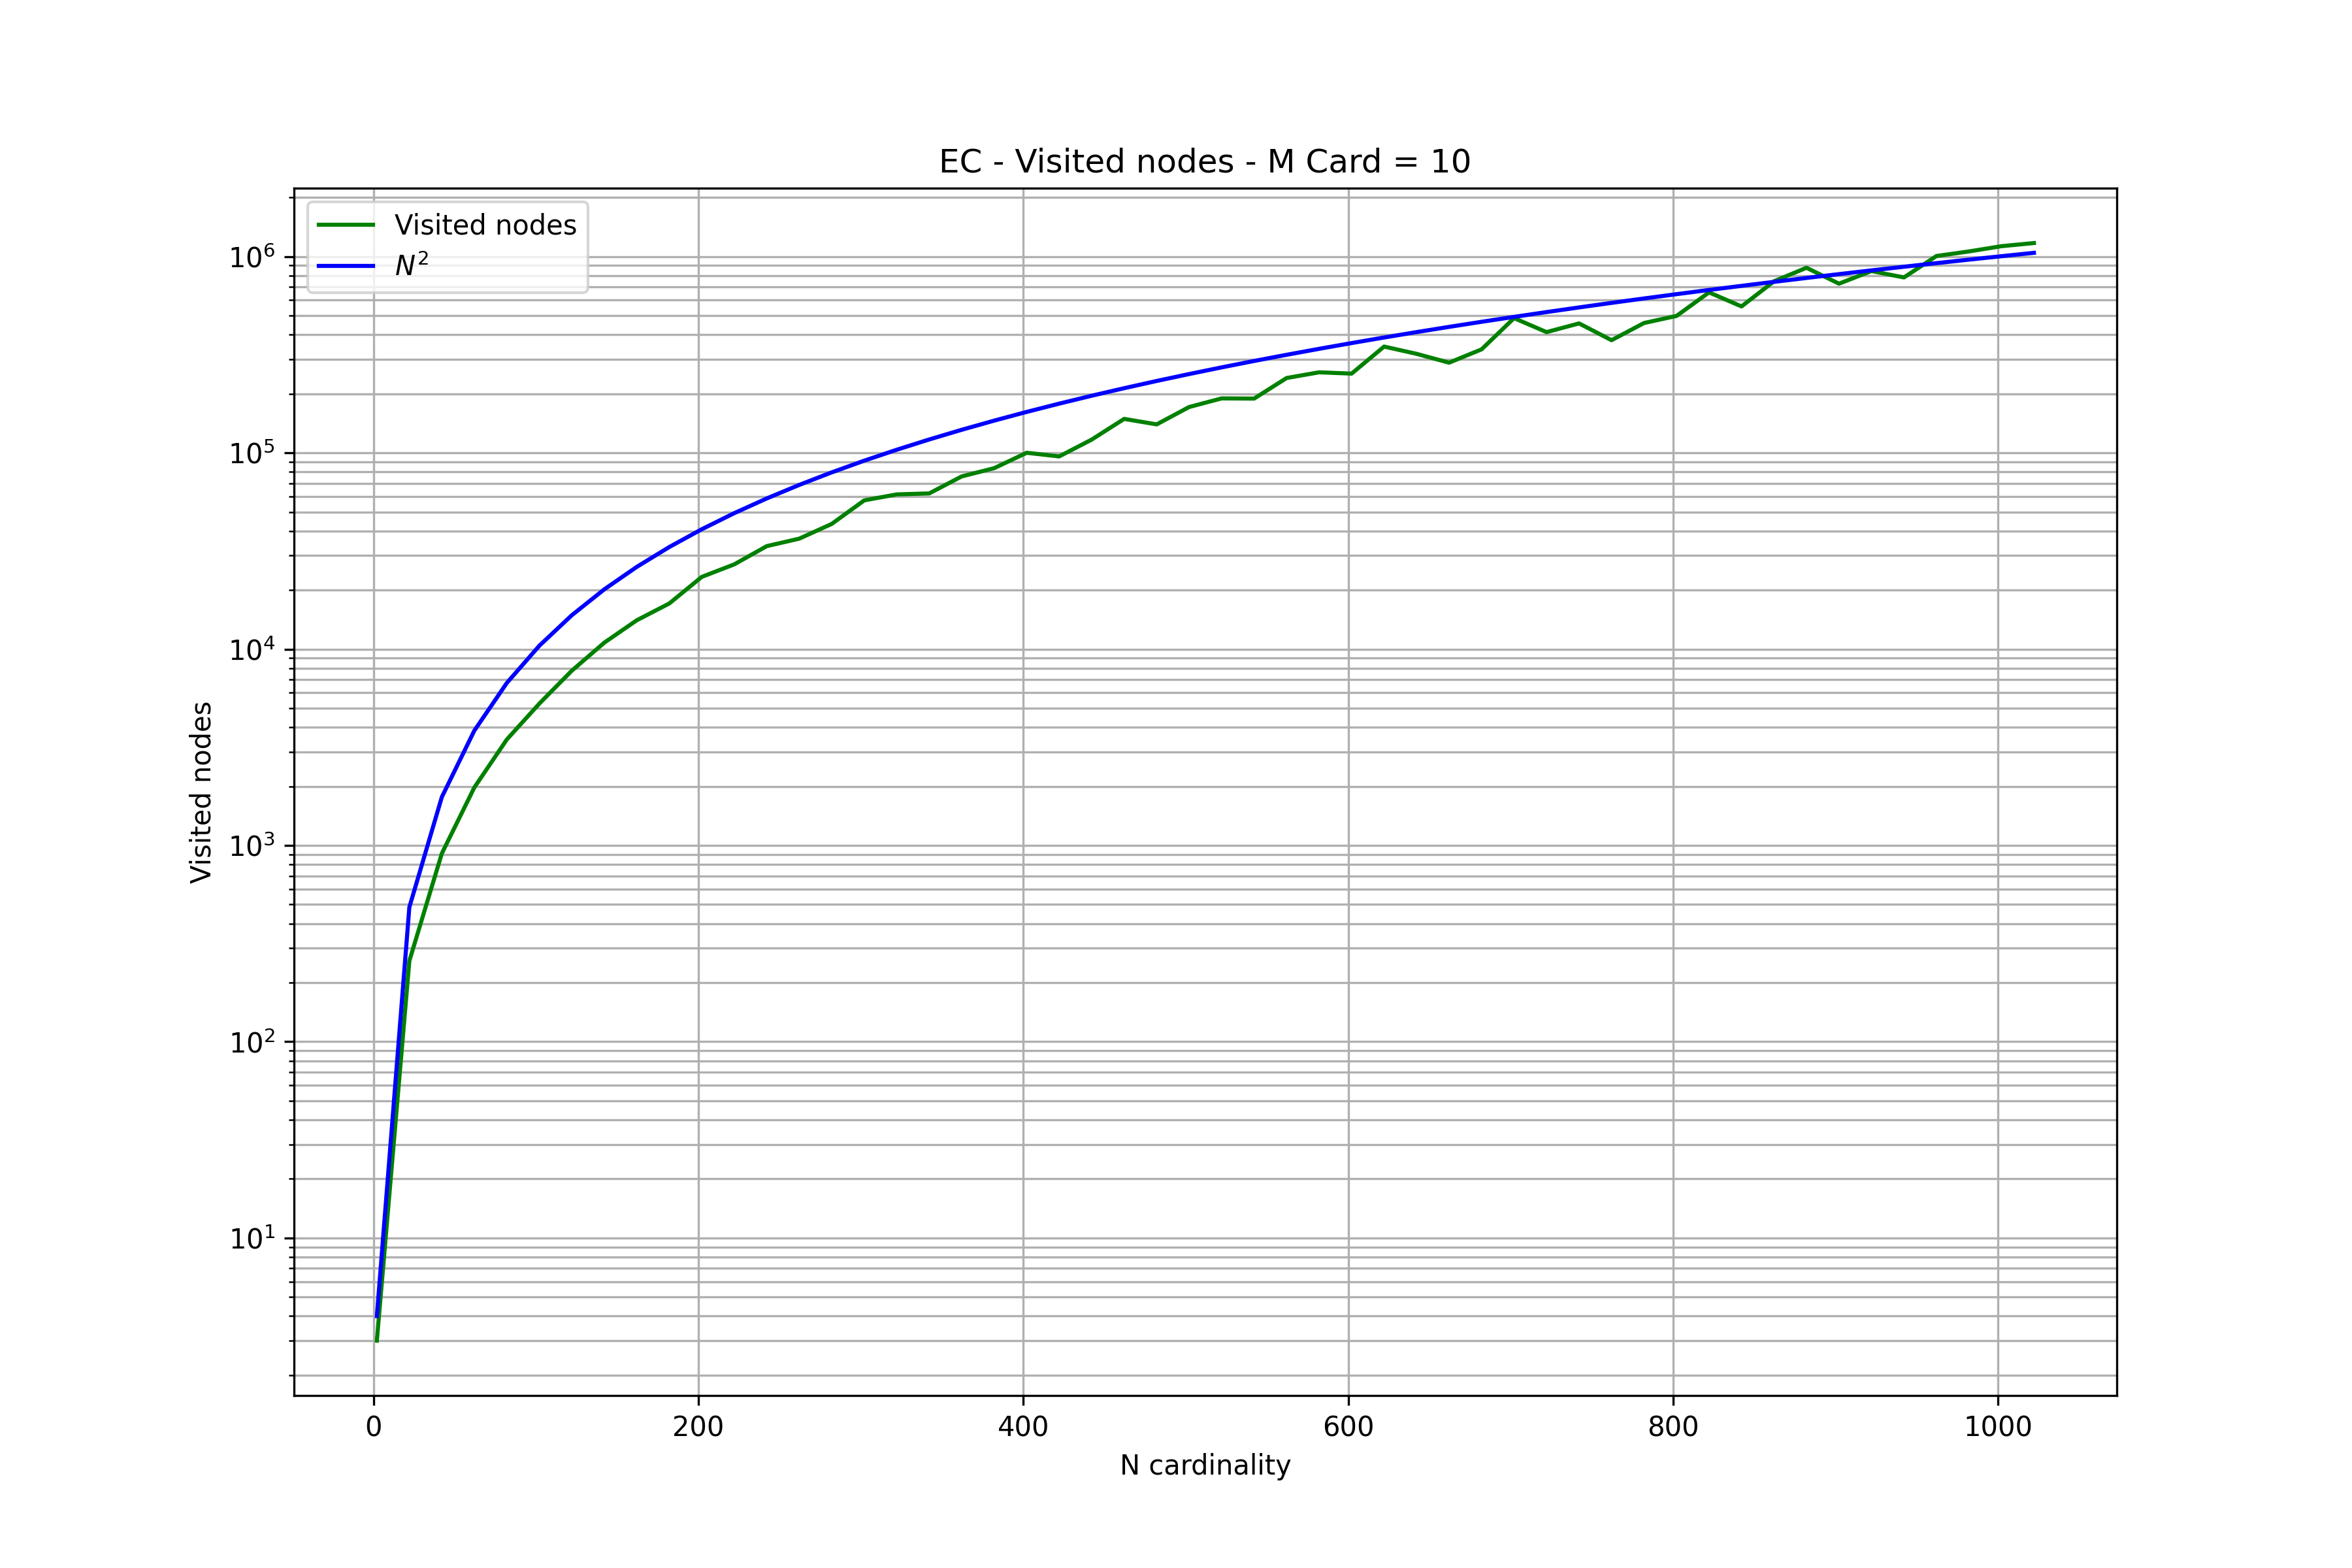 EC - Visited nodes - M Card = 10
Visited nodes
N²
10⁶
10⁵
10⁴
10³
10²
10¹
Visited nodes
0 200 400 600 800 1000
N cardinality